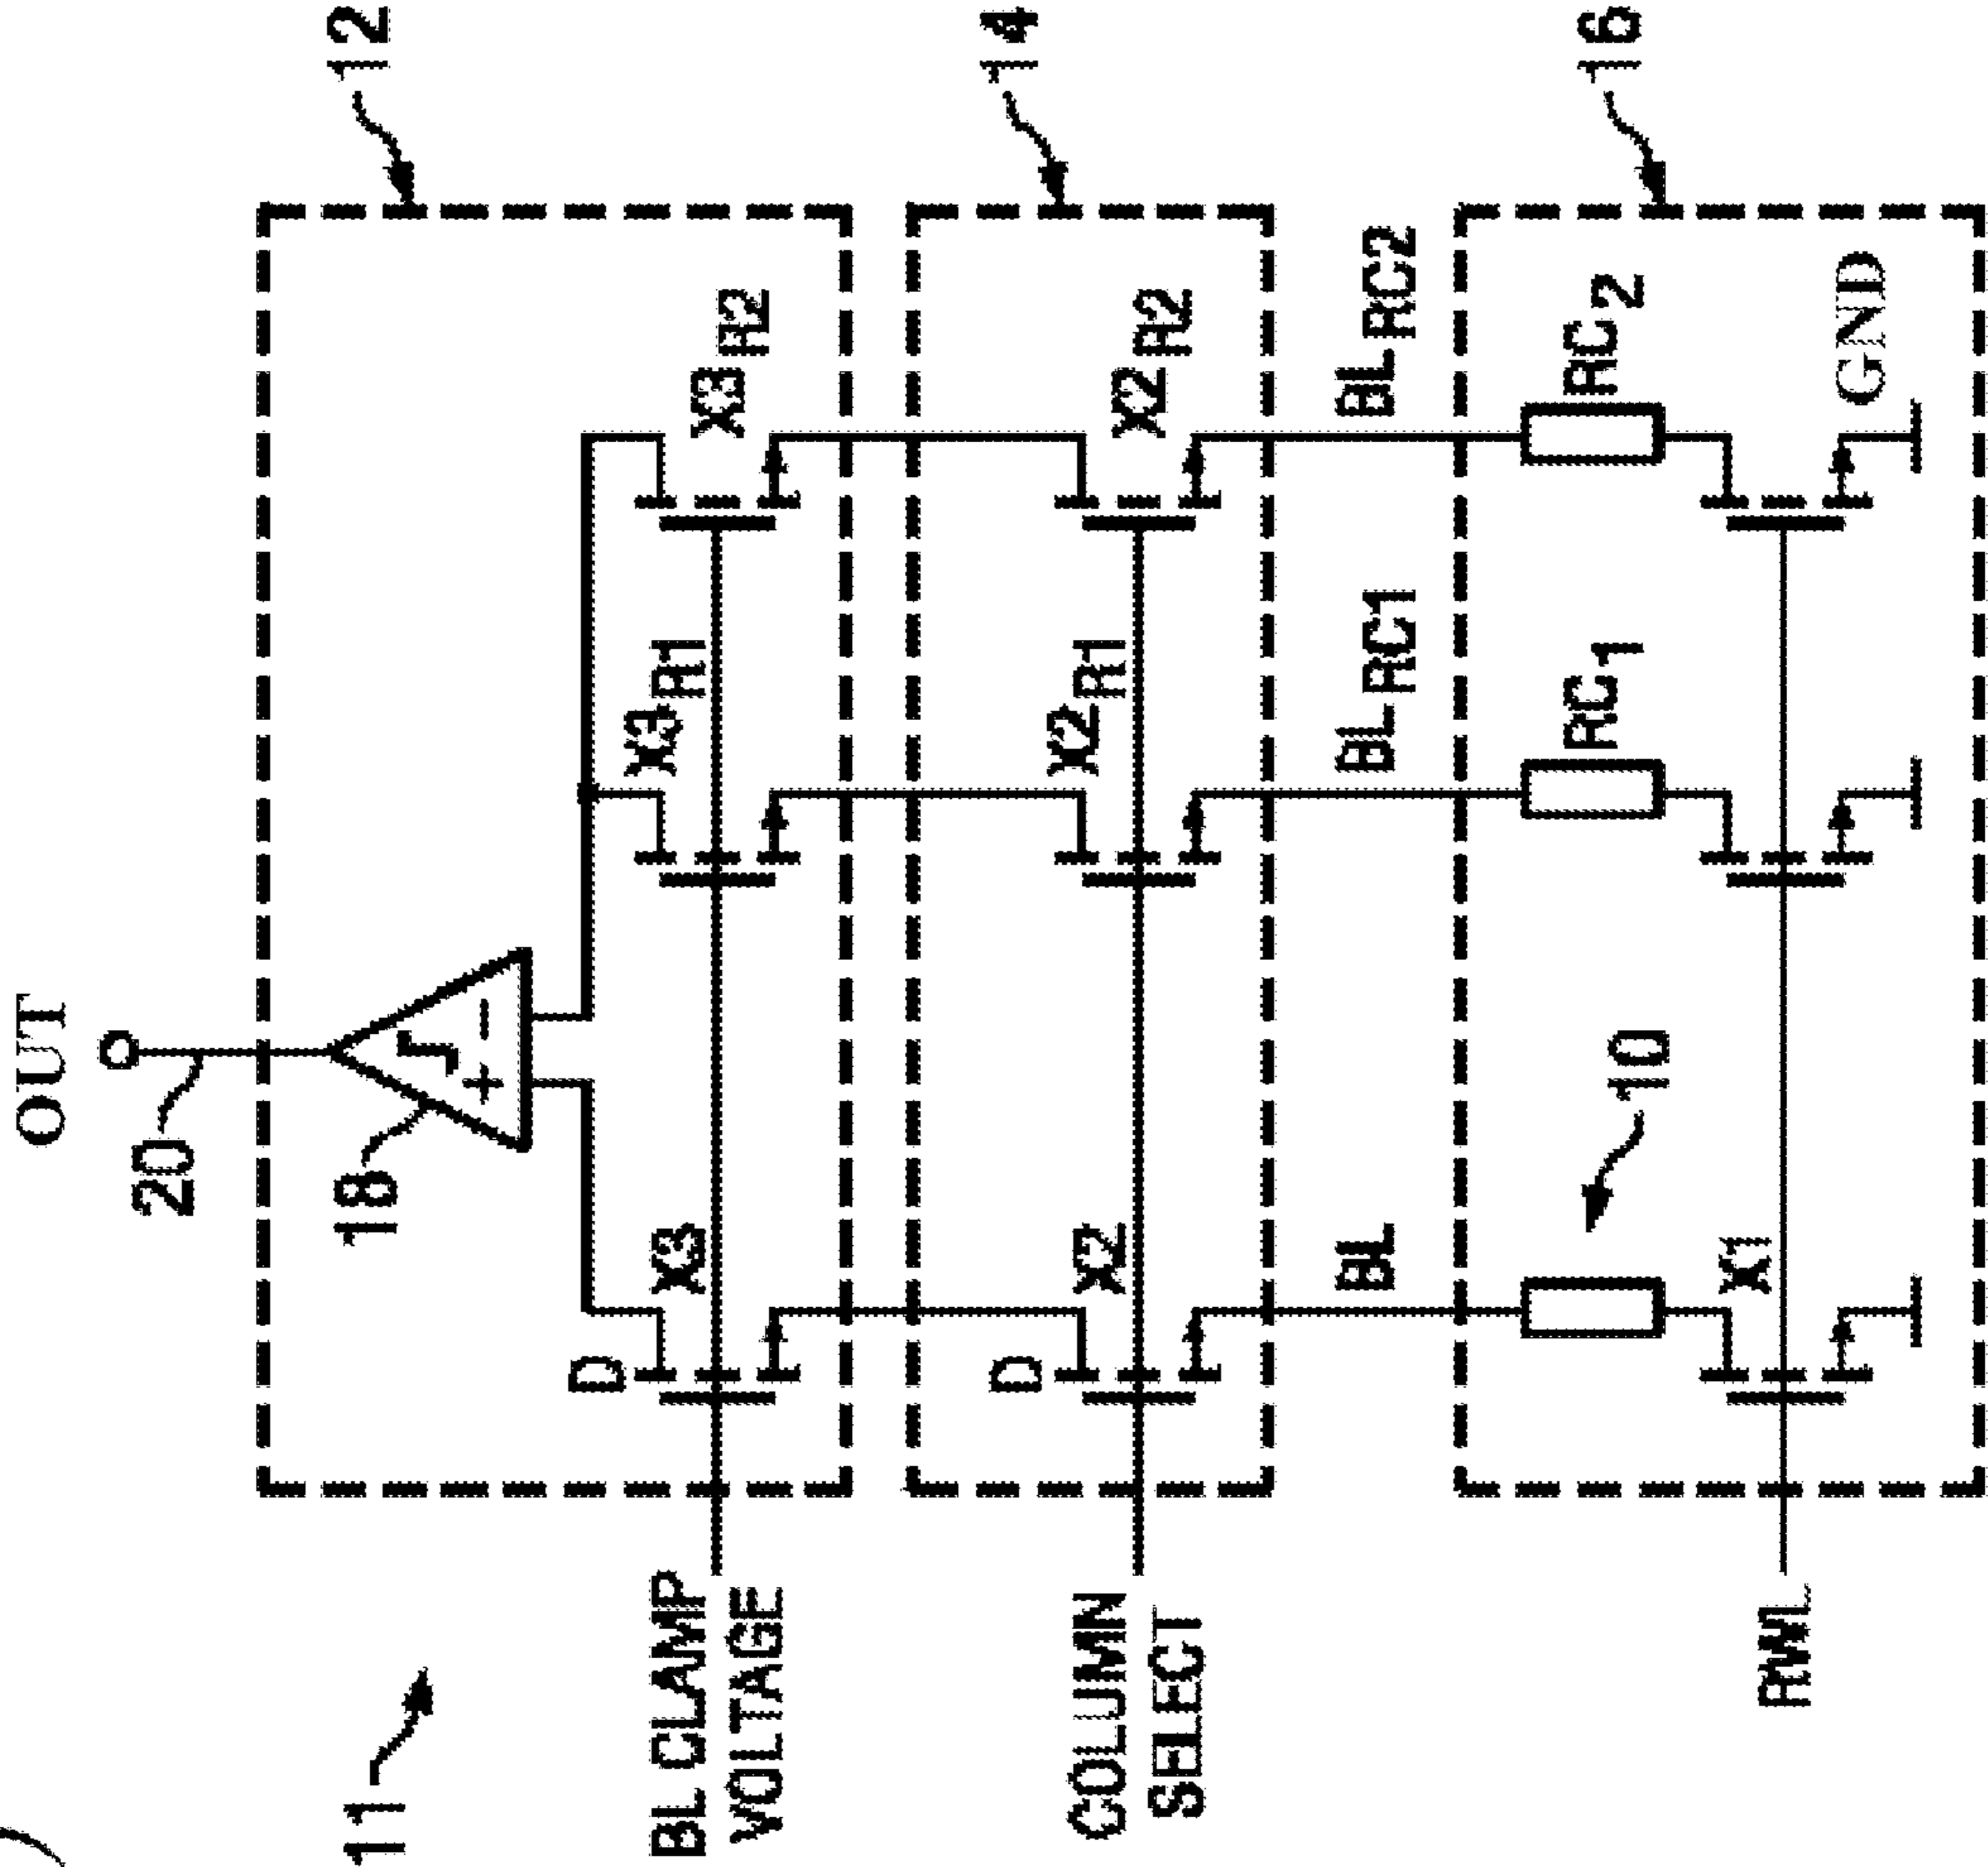 OUT
20
11
18
12
+ −
D
BL CLAMP
VOLTAGE
X3
X3R1
X3R2
D
14
COLUMN
SELECT
X2
X2R1
X2R2
BL
BLRC1
BLRC2
10
RC1
RC2
16
RWL
X1
GND